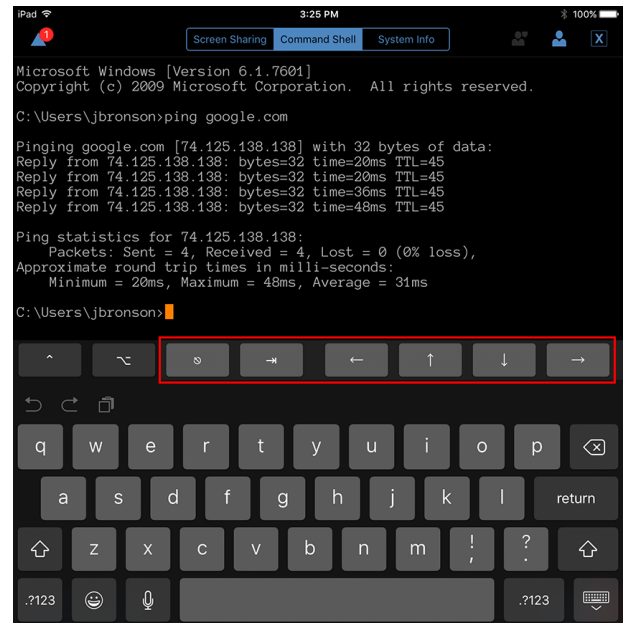 iPad 3:25 PM 100%
1
Screen Sharing Command Shell System Info X
Microsoft Windows [Version 6.1.7601]
Copyright (c) 2009 Microsoft Corporation. All rights reserved.
C:\Users\jbronson>ping google.com
Pinging google.com [74.125.138.138] with 32 bytes of data:
Reply from 74.125.138.138: bytes=32 time=20ms TTL=45
Reply from 74.125.138.138: bytes=32 time=20ms TTL=45
Reply from 74.125.138.138: bytes=32 time=36ms TTL=45
Reply from 74.125.138.138: bytes=32 time=48ms TTL=45
Ping statistics for 74.125.138.138:
Packets: Sent = 4, Received = 4, Lost = 0 (0% loss),
Approximate round trip times in milli-seconds:
Minimum = 20ms, Maximum = 48ms, Average = 31ms
C:\Users\jbronson>
^ ⌥ ⎋ ⇥ ← ↑ ↓ →
q w e r t y u i o p
a s d f g h j k l return
z x c v b n m ! , ? .
.?123 .?123